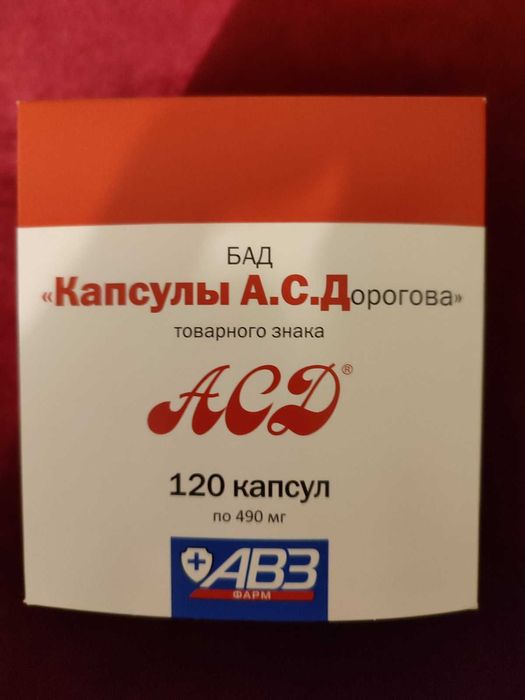 БАД
«Капсулы А.С.Дорогова»
товарного знака
АСД®
120 капсул
по 490 мг
АВЗ
ФАРМ